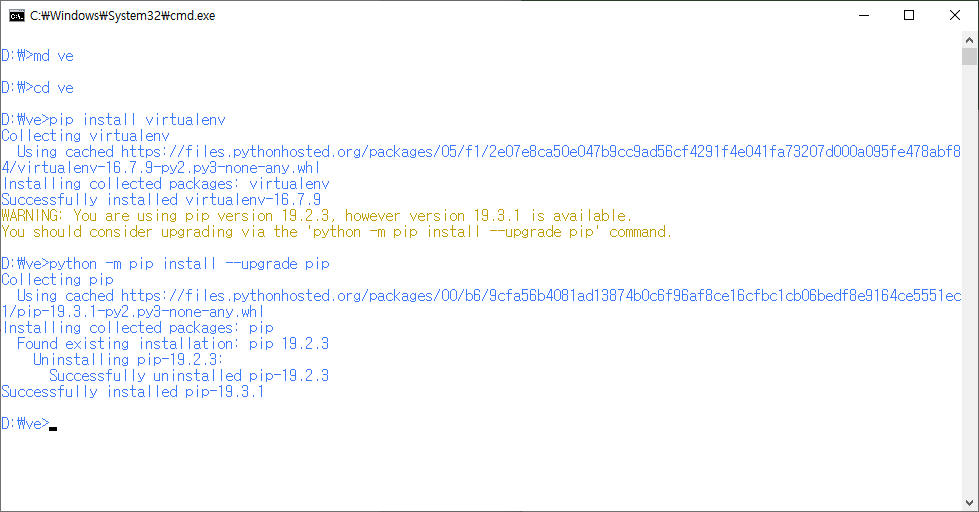 C:₩Windows₩System32₩cmd.exe
D:₩>md ve
D:₩>cd ve
D:₩ve>pip install virtualenv
Collecting virtualenv
  Using cached https://files.pythonhosted.org/packages/05/f1/2e07e8ca50e047b9cc9ad56cf4291f4e041fa73207d000a095fe478abf8
4/virtualenv-16.7.9-py2.py3-none-any.whl
Installing collected packages: virtualenv
Successfully installed virtualenv-16.7.9
WARNING: You are using pip version 19.2.3, however version 19.3.1 is available.
You should consider upgrading via the 'python -m pip install --upgrade pip' command.
D:₩ve>python -m pip install --upgrade pip
Collecting pip
  Using cached https://files.pythonhosted.org/packages/00/b6/9cfa56b4081ad13874b0c6f96af8ce16cfbc1cb06bedf8e9164ce5551ec
1/pip-19.3.1-py2.py3-none-any.whl
Installing collected packages: pip
  Found existing installation: pip 19.2.3
    Uninstalling pip-19.2.3:
      Successfully uninstalled pip-19.2.3
Successfully installed pip-19.3.1
D:₩ve>